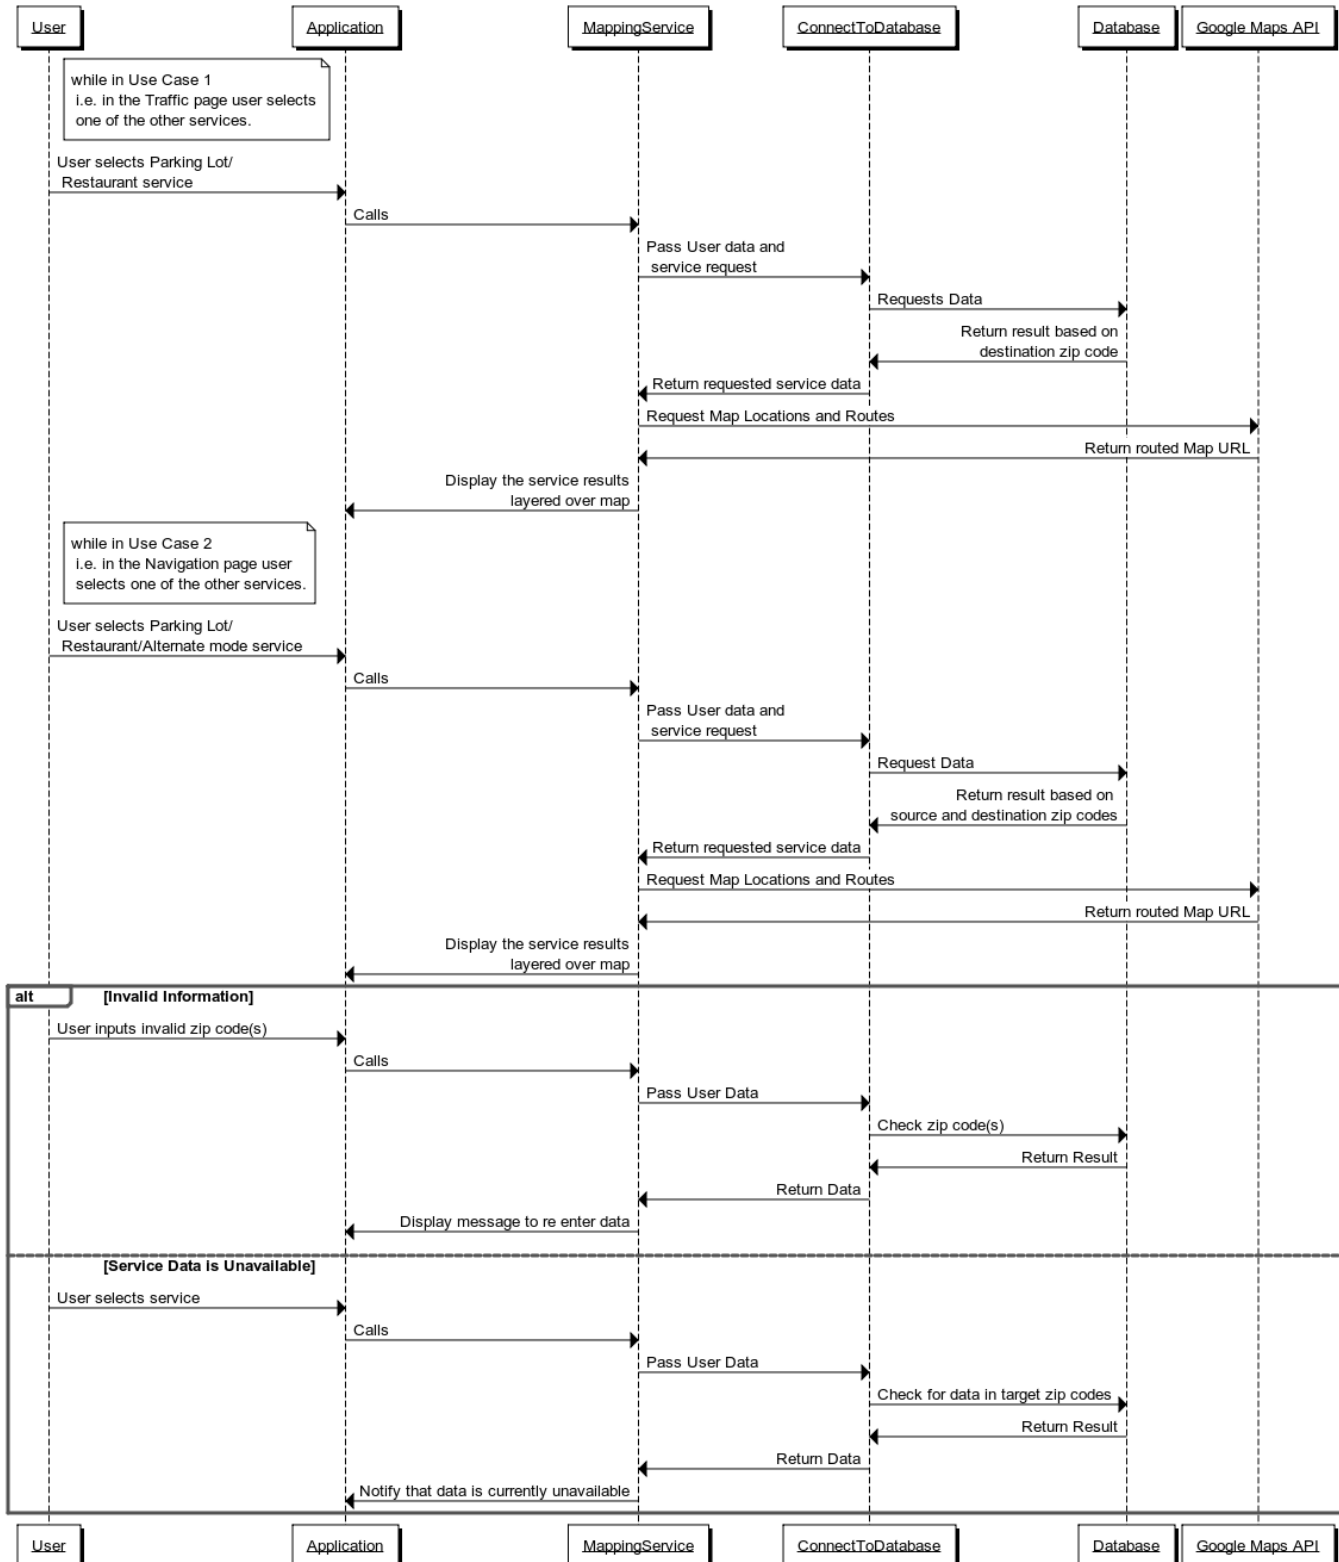 User
Application
MappingService
ConnectToDatabase
Database
Google Maps API
while in Use Case 1
i.e. in the Traffic page user selects
one of the other services.
User selects Parking Lot/
Restaurant service
Calls
Pass User data and
service request
Requests Data
Return result based on
destination zip code
Return requested service data
Request Map Locations and Routes
Return routed Map URL
Display the service results
layered over map
while in Use Case 2
i.e. in the Navigation page user
selects one of the other services.
User selects Parking Lot/
Restaurant/Alternate mode service
Calls
Pass User data and
service request
Request Data
Return result based on
source and destination zip codes
Return requested service data
Request Map Locations and Routes
Return routed Map URL
Display the service results
layered over map
alt
[Invalid Information]
User inputs invalid zip code(s)
Calls
Pass User Data
Check zip code(s)
Return Result
Return Data
Display message to re enter data
[Service Data is Unavailable]
User selects service
Calls
Pass User Data
Check for data in target zip codes
Return Result
Return Data
Notify that data is currently unavailable
User
Application
MappingService
ConnectToDatabase
Database
Google Maps API